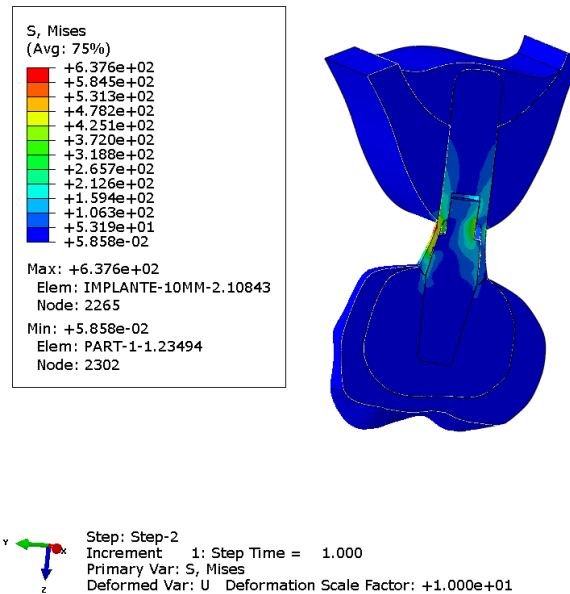 S, Mises
(Avg: 75%)
+6.376e+02
+5.845e+02
+5.313e+02
+4.782e+02
+4.251e+02
+3.720e+02
+3.188e+02
+2.657e+02
+2.126e+02
+1.594e+02
+1.063e+02
+5.319e+01
+5.858e-02
Max: +6.376e+02
Elem: IMPLANTE-10MM-2.10843
Node: 2265
Min: +5.858e-02
Elem: PART-1-1.23494
Node: 2302
Y
X
Z
Step: Step-2
Increment 1: Step Time = 1.000
Primary Var: S, Mises
Deformed Var: U Deformation Scale Factor: +1.000e+01